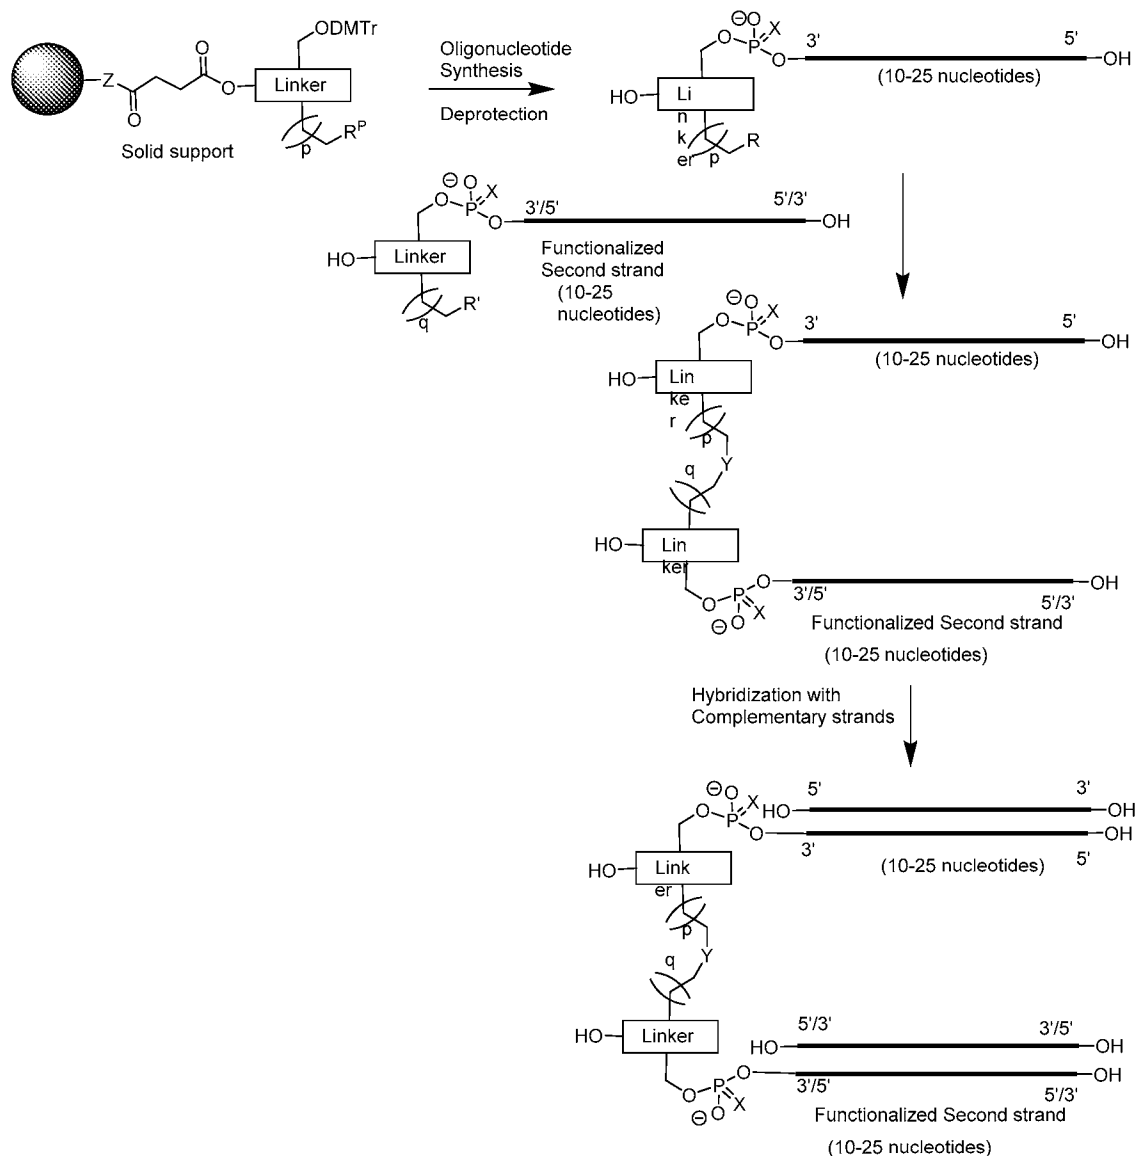 ODMTr
Oligonucleotide
Synthesis
Deprotection
O
Z
O
O
Linker
p
RP
Solid support
⊖O
X
O
P
O
3'
5'
OH
(10-25 nucleotides)
HO
Li
n
k
er
p
R
⊖O
X
O
P
O
3'/5'
5'/3'
OH
HO
Linker
q
R'
Functionalized
Second strand
(10-25
nucleotides)
⊖O
X
O
P
O
3'
5'
OH
(10-25 nucleotides)
HO
Lin
ke
r
p
Y
q
HO
Lin
ker
O
P
O
X
⊖O
3'/5'
5'/3'
OH
Functionalized Second strand
(10-25 nucleotides)
Hybridization with
Complementary strands
⊖O
X
O
P
O
5'
3'
HO
OH
3'
5'
OH
(10-25 nucleotides)
HO
Link
er
p
Y
q
HO
Linker
5'/3'
3'/5'
HO
OH
O
P
O
X
⊖O
3'/5'
5'/3'
OH
Functionalized Second strand
(10-25 nucleotides)